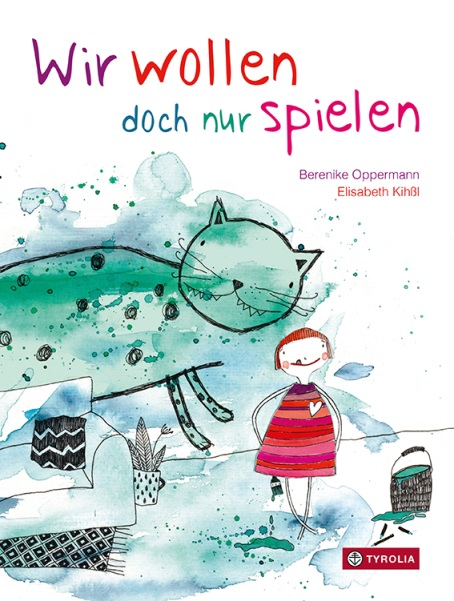 Wir wollen
doch nur spielen
Berenike Oppermann
Elisabeth Kihßl
TYROLIA